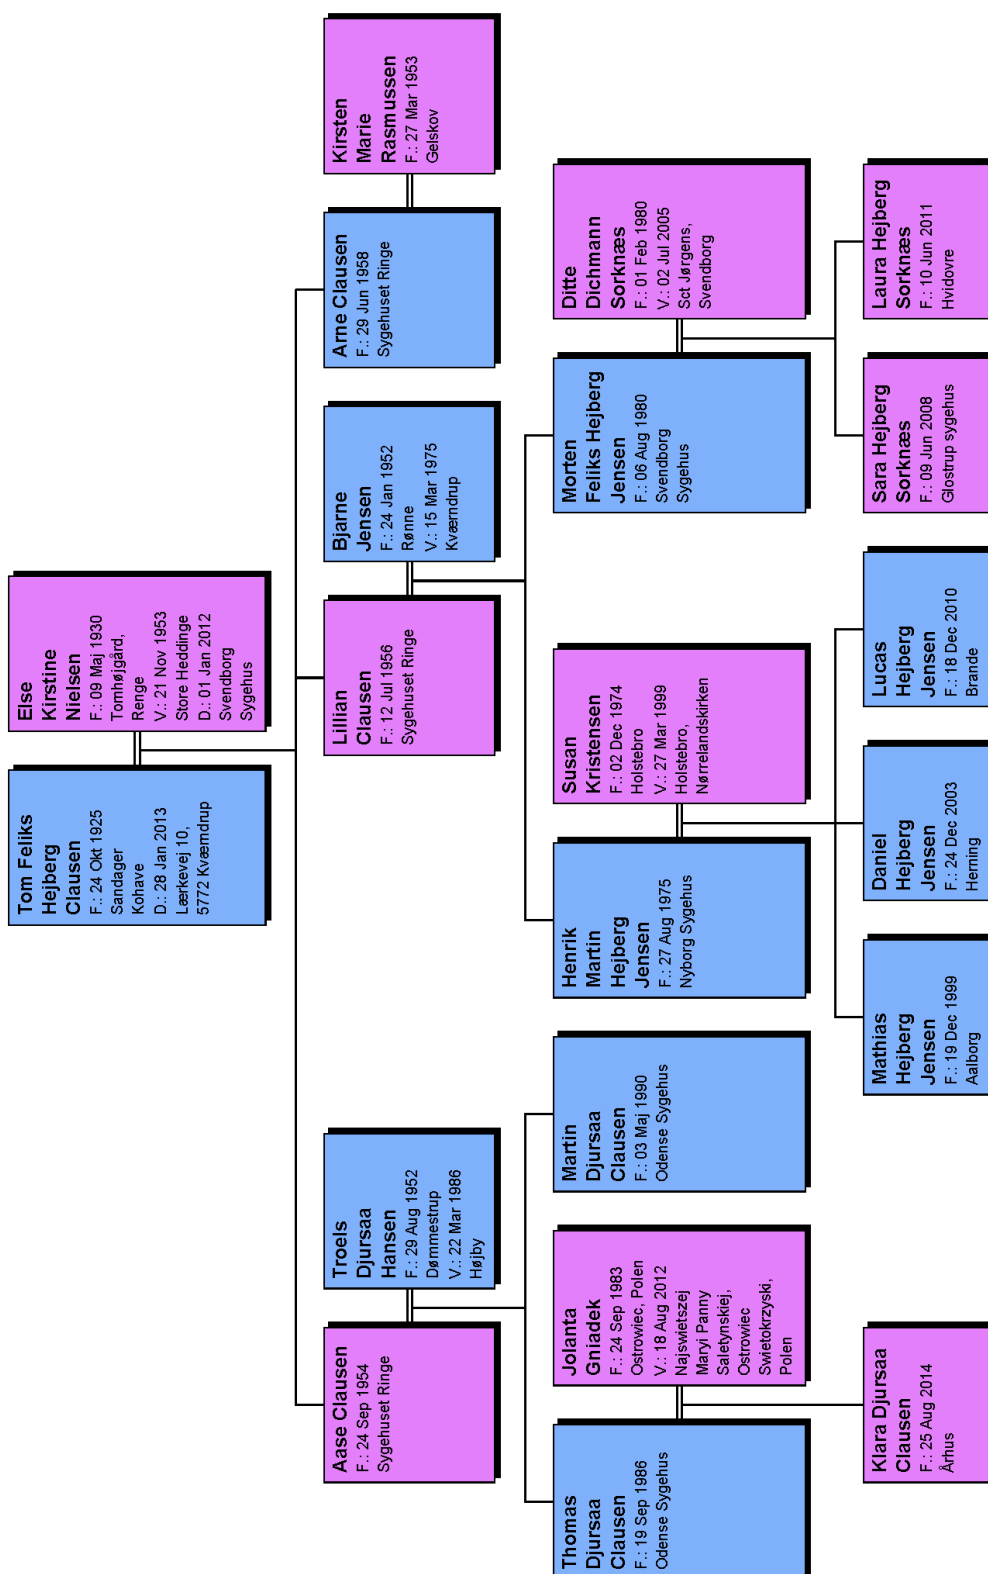 Tom Feliks
Hejberg
Clausen
F.: 24 Okt 1925
Sandager
Kohave
D.: 28 Jan 2013
Lærkevej 10,
5772 Kværndrup
Else
Kirstine
Nielsen
F.: 09 Maj 1930
Tomhøjgård,
Renge
V.: 21 Nov 1953
Store Heddinge
D.: 01 Jan 2012
Svendborg
Sygehus
Aase Clausen
F.: 24 Sep 1954
Sygehuset Ringe
Troels
Djursaa
Hansen
F.: 29 Aug 1952
Dømmestrup
V.: 22 Mar 1986
Højby
Lillian
Clausen
F.: 12 Jul 1956
Sygehuset Ringe
Bjarne
Jensen
F.: 24 Jan 1952
Rønne
V.: 15 Mar 1975
Kværndrup
Arne Clausen
F.: 29 Jun 1958
Sygehuset Ringe
Kirsten
Marie
Rasmussen
F.: 27 Mar 1953
Gelskov
Thomas
Djursaa
Clausen
F.: 19 Sep 1986
Odense Sygehus
Jolanta
Gniadek
F.: 24 Sep 1983
Ostrowiec, Polen
V.: 18 Aug 2012
Najswietszej
Maryi Panny
Saletynskiej,
Ostrowiec
Swietokrzyski,
Polen
Martin
Djursaa
Clausen
F.: 03 Maj 1990
Odense Sygehus
Henrik
Martin
Hejberg
Jensen
F.: 27 Aug 1975
Nyborg Sygehus
Susan
Kristensen
F.: 02 Dec 1974
Holstebro
V.: 27 Mar 1999
Holstebro,
Nørrelandskirken
Morten
Feliks Hejberg
Jensen
F.: 06 Aug 1980
Svendborg
Sygehus
Ditte
Dichmann
Sorknæs
F.: 01 Feb 1980
V.: 02 Jul 2005
Sct Jørgens,
Svendborg
Klara Djursaa
Clausen
F.: 25 Aug 2014
Århus
Mathias
Hejberg
Jensen
F.: 19 Dec 1999
Aalborg
Daniel
Hejberg
Jensen
F.: 24 Dec 2003
Herning
Lucas
Hejberg
Jensen
F.: 18 Dec 2010
Brande
Sara Hejberg
Sorknæs
F.: 09 Jun 2008
Glostrup sygehus
Laura Hejberg
Sorknæs
F.: 10 Jun 2011
Hvidovre